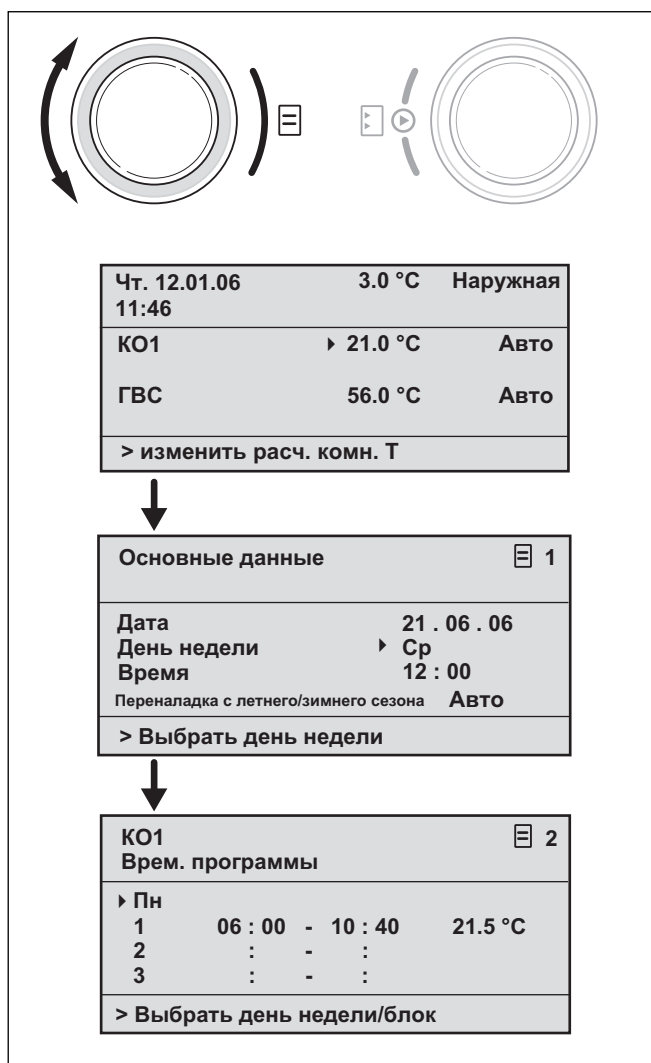 Чт. 12.01.06 3.0 °C Наружная
11:46
КО1 21.0 °C Авто
ГВС 56.0 °C Авто
> изменить расч. комн. Т
Основные данные 1
Дата 21 . 06 . 06
День недели Ср
Время 12 : 00
Переналадка с летнего/зимнего сезона Авто
> Выбрать день недели
КО1 2
Врем. программы
Пн
1 06 : 00 - 10 : 40 21.5 °C
2 : - :
3 : - :
> Выбрать день недели/блок